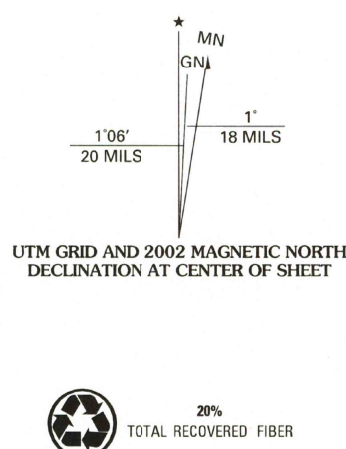 ★
MN
GN
1°
18 MILS
1°06′
20 MILS
UTM GRID AND 2002 MAGNETIC NORTH
DECLINATION AT CENTER OF SHEET
20%
TOTAL RECOVERED FIBER